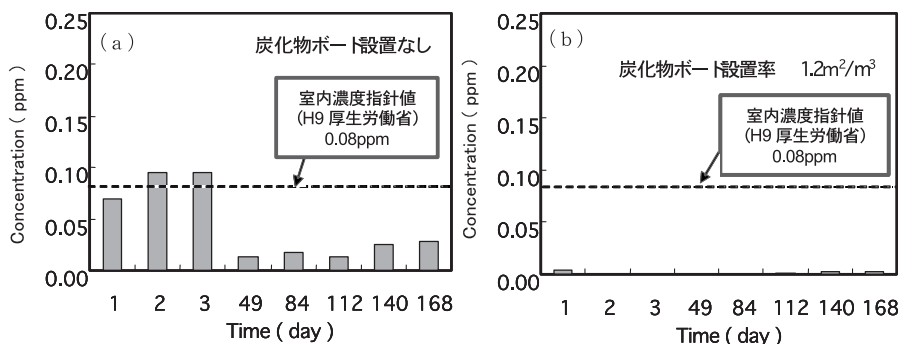 (a)
炭化物ボード設置なし
室内濃度指針値
(H9 厚生労働省)
0.08ppm
Concentration ( ppm )
0.25
0.20
0.15
0.10
0.05
0.00
1 2 3 49 84 112 140 168
Time ( day )
(b)
炭化物ボード設置率 1.2m²/m³
室内濃度指針値
(H9 厚生労働省)
0.08ppm
Concentration ( ppm )
0.25
0.20
0.15
0.10
0.05
0.00
1 2 3 49 84 112 140 168
Time ( day )